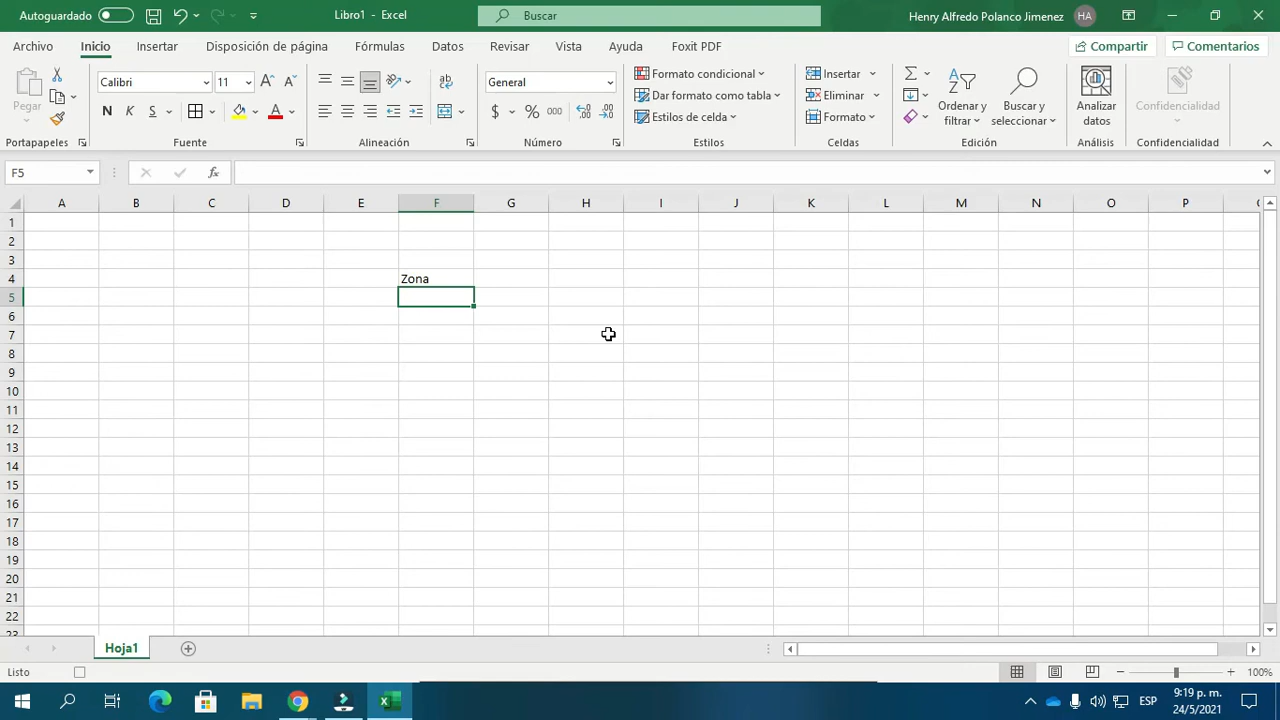 Autoguardado
Libro1 - Excel
Buscar
Henry Alfredo Polanco Jimenez
HA
Archivo Inicio Insertar Disposición de página Fórmulas Datos Revisar Vista Ayuda Foxit PDF
Compartir
Comentarios
Pegar
Calibri 11
N K S
General
$ % 000
Formato condicional
Dar formato como tabla
Estilos de celda
Insertar
Eliminar
Formato
Ordenar y filtrar
Buscar y seleccionar
Analizar datos
Confidencialidad
Portapapeles Fuente Alineación Número Estilos Celdas Edición Análisis Confidencialidad
F5
fx
A B C D E F G H I J K L M N O P
1
2
3
4 Zona
5
6
7
8
9
10
11
12
13
14
15
16
17
18
19
20
21
22
23
Hoja1
Listo
100%
ESP
9:19 p. m.
24/5/2021